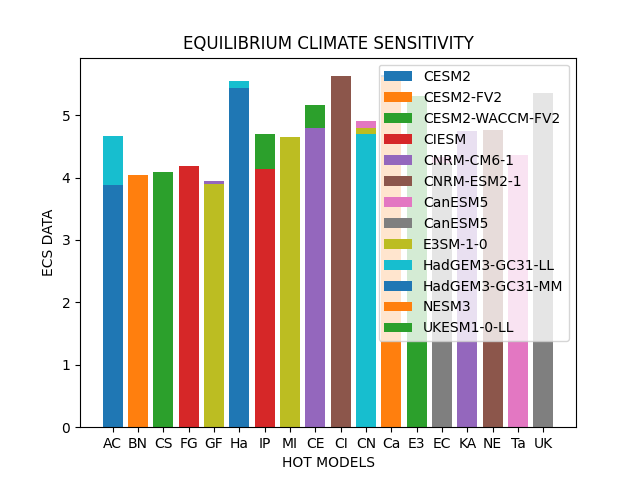 EQUILIBRIUM CLIMATE SENSITIVITY
CESM2
CESM2-FV2
CESM2-WACCM-FV2
CIESM
CNRM-CM6-1
CNRM-ESM2-1
CanESM5
CanESM5
E3SM-1-0
HadGEM3-GC31-LL
HadGEM3-GC31-MM
NESM3
UKESM1-0-LL
ECS DATA
5
4
3
2
1
0
AC BN CS FG GF Ha IP MI CE CI CN Ca E3 EC KA NE Ta UK
HOT MODELS